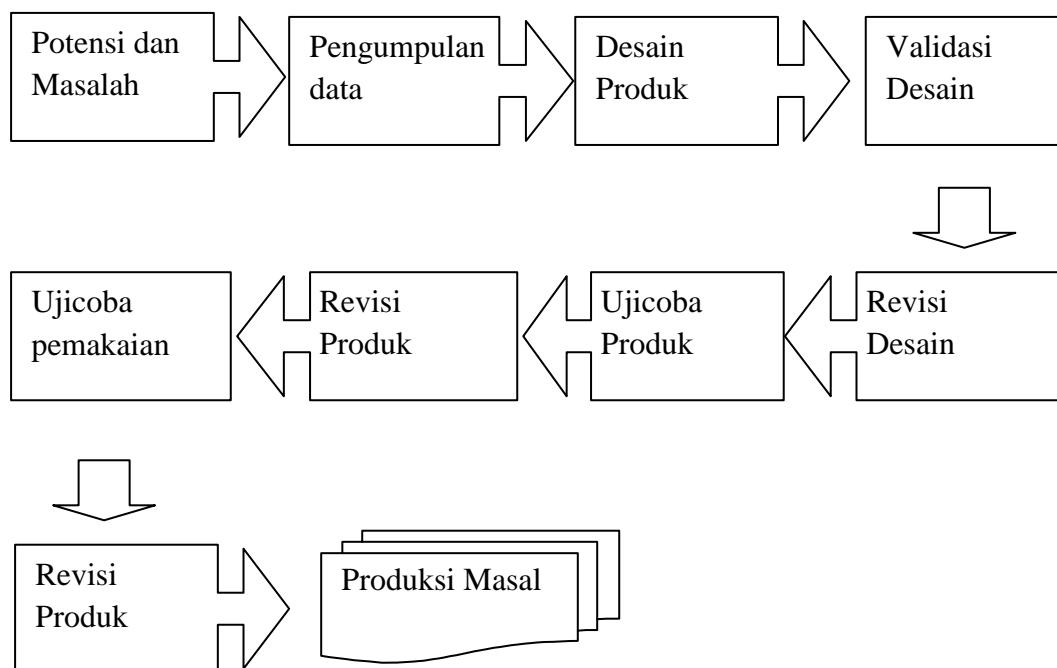 Potensi dan
Masalah
Pengumpulan
data
Desain
Produk
Validasi
Desain
Revisi
Desain
Ujicoba
Produk
Revisi
Produk
Ujicoba
pemakaian
Revisi
Produk
Produksi Masal